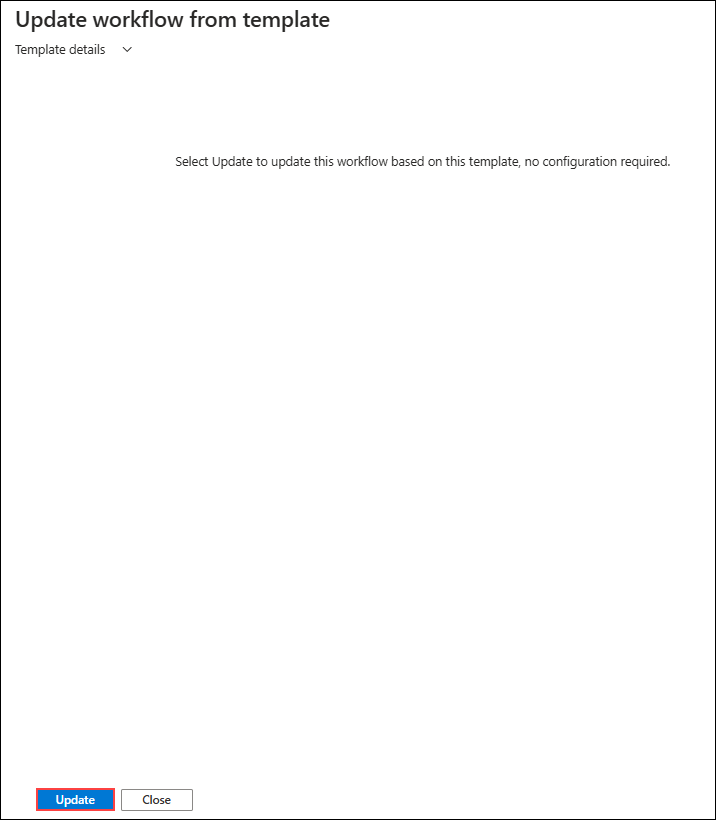 Update workflow from template
Template details
Select Update to update this workflow based on this template, no configuration required.
Update
Close